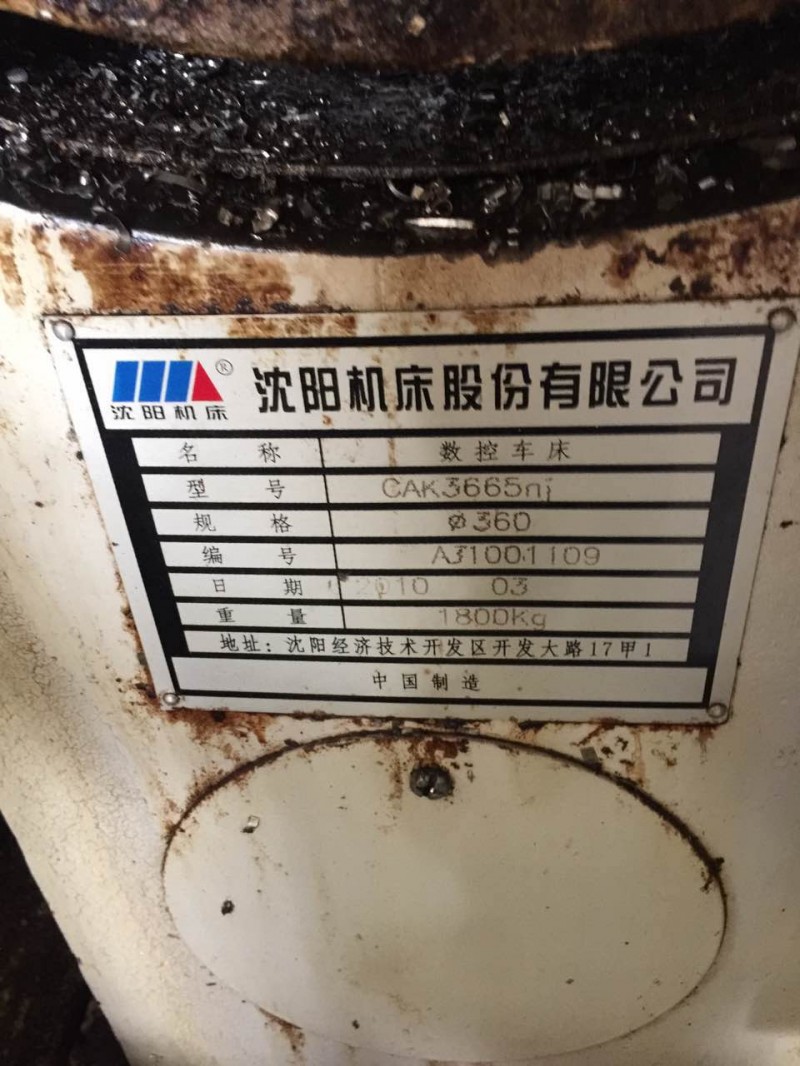 沈阳机床® 沈阳机床股份有限公司
名 称 数控车床
型 号 CAK3665nj
规 格 ø360
编 号 A31001109
日 期 2010 03
重 量 1800Kg
地址：沈阳经济技术开发区开发大路17甲1
中国制造